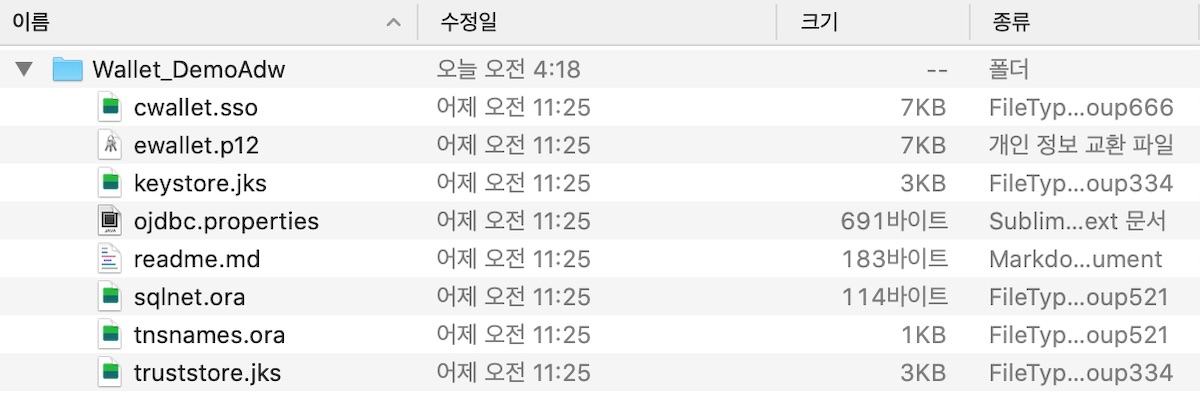 이름 수정일 크기 종류
Wallet_DemoAdw 오늘 오전 4:18 -- 폴더
cwallet.sso 어제 오전 11:25 7KB FileTyp...oup666
ewallet.p12 어제 오전 11:25 7KB 개인 정보 교환 파일
keystore.jks 어제 오전 11:25 3KB FileTyp...oup334
ojdbc.properties 어제 오전 11:25 691바이트 Sublim...ext 문서
readme.md 어제 오전 11:25 183바이트 Markdo...ument
sqlnet.ora 어제 오전 11:25 114바이트 FileTyp...oup521
tnsnames.ora 어제 오전 11:25 1KB FileTyp...oup521
truststore.jks 어제 오전 11:25 3KB FileTyp...oup334